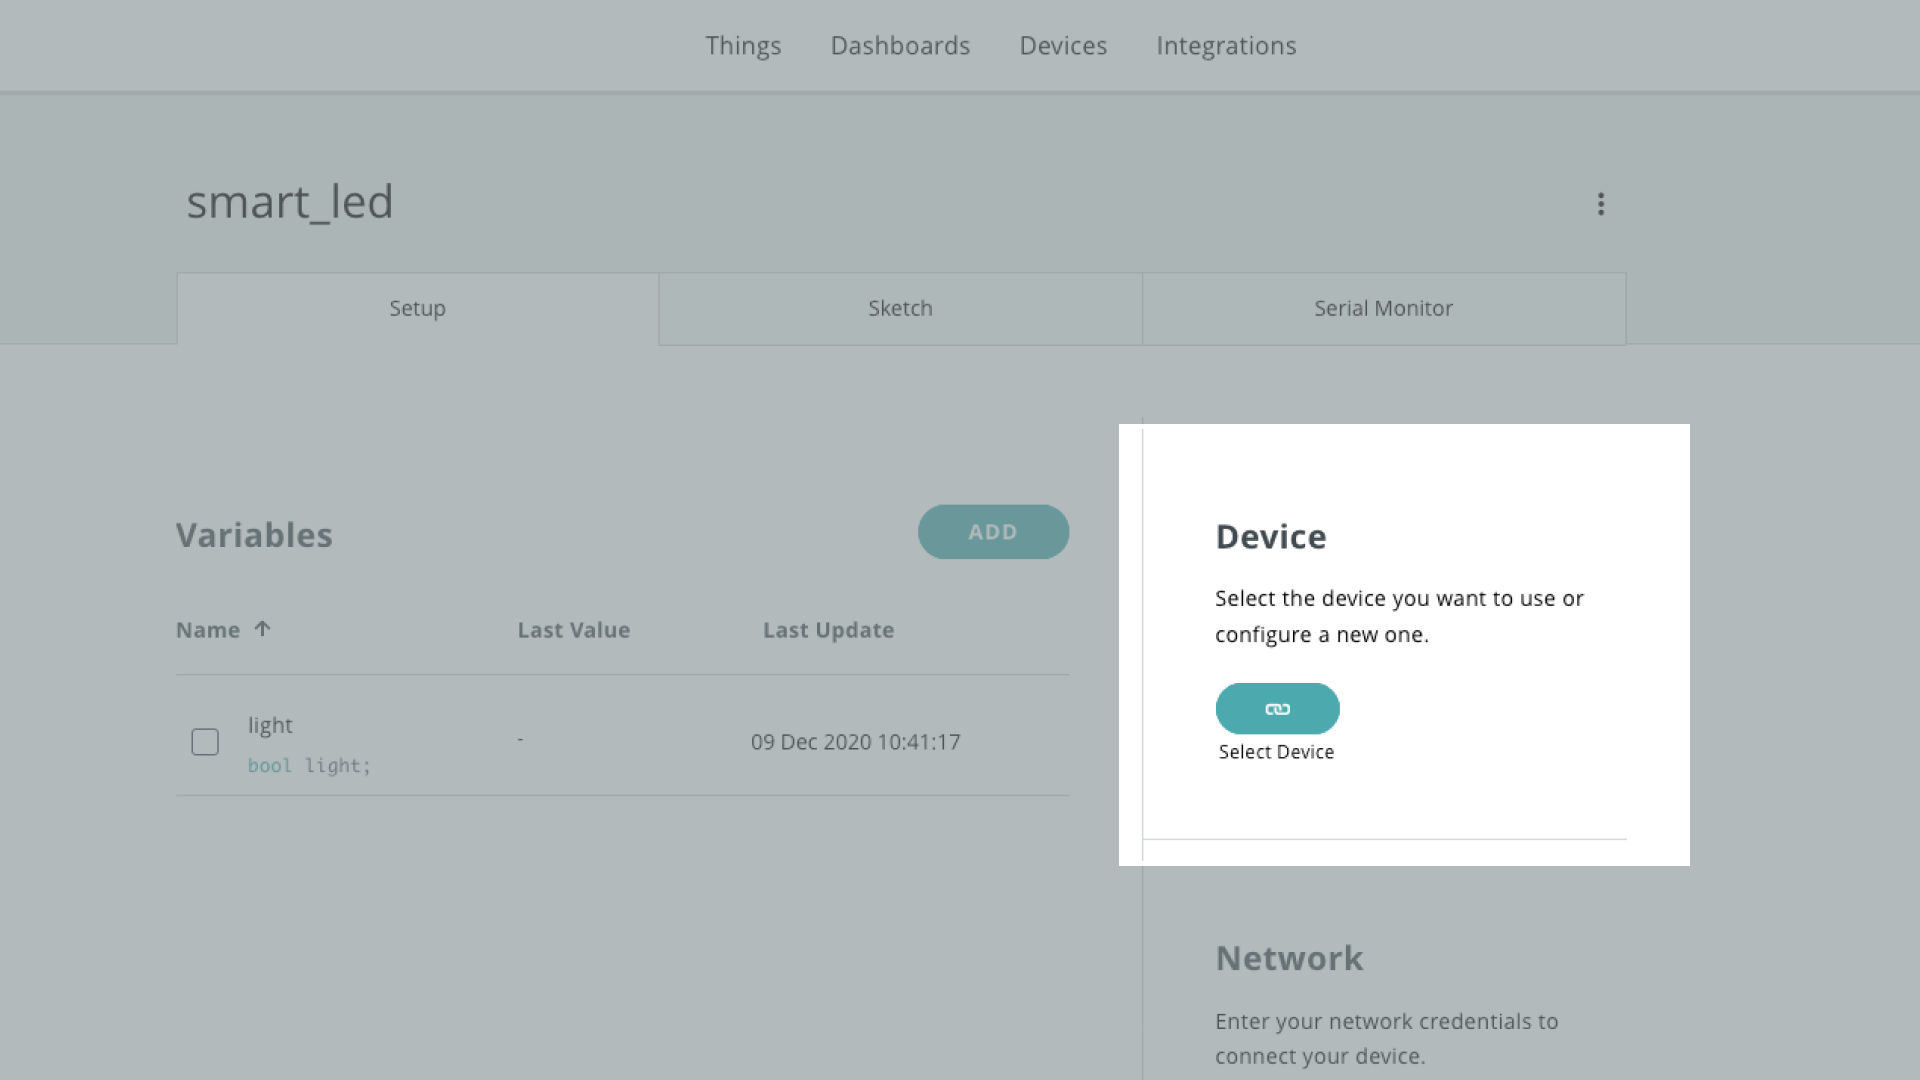 Things Dashboards Devices Integrations
smart_led
Setup Sketch Serial Monitor
Variables ADD
Name Last Value Last Update
light
bool light;
- 09 Dec 2020 10:41:17
Device
Select the device you want to use or
configure a new one.
Select Device
Network
Enter your network credentials to
connect your device.